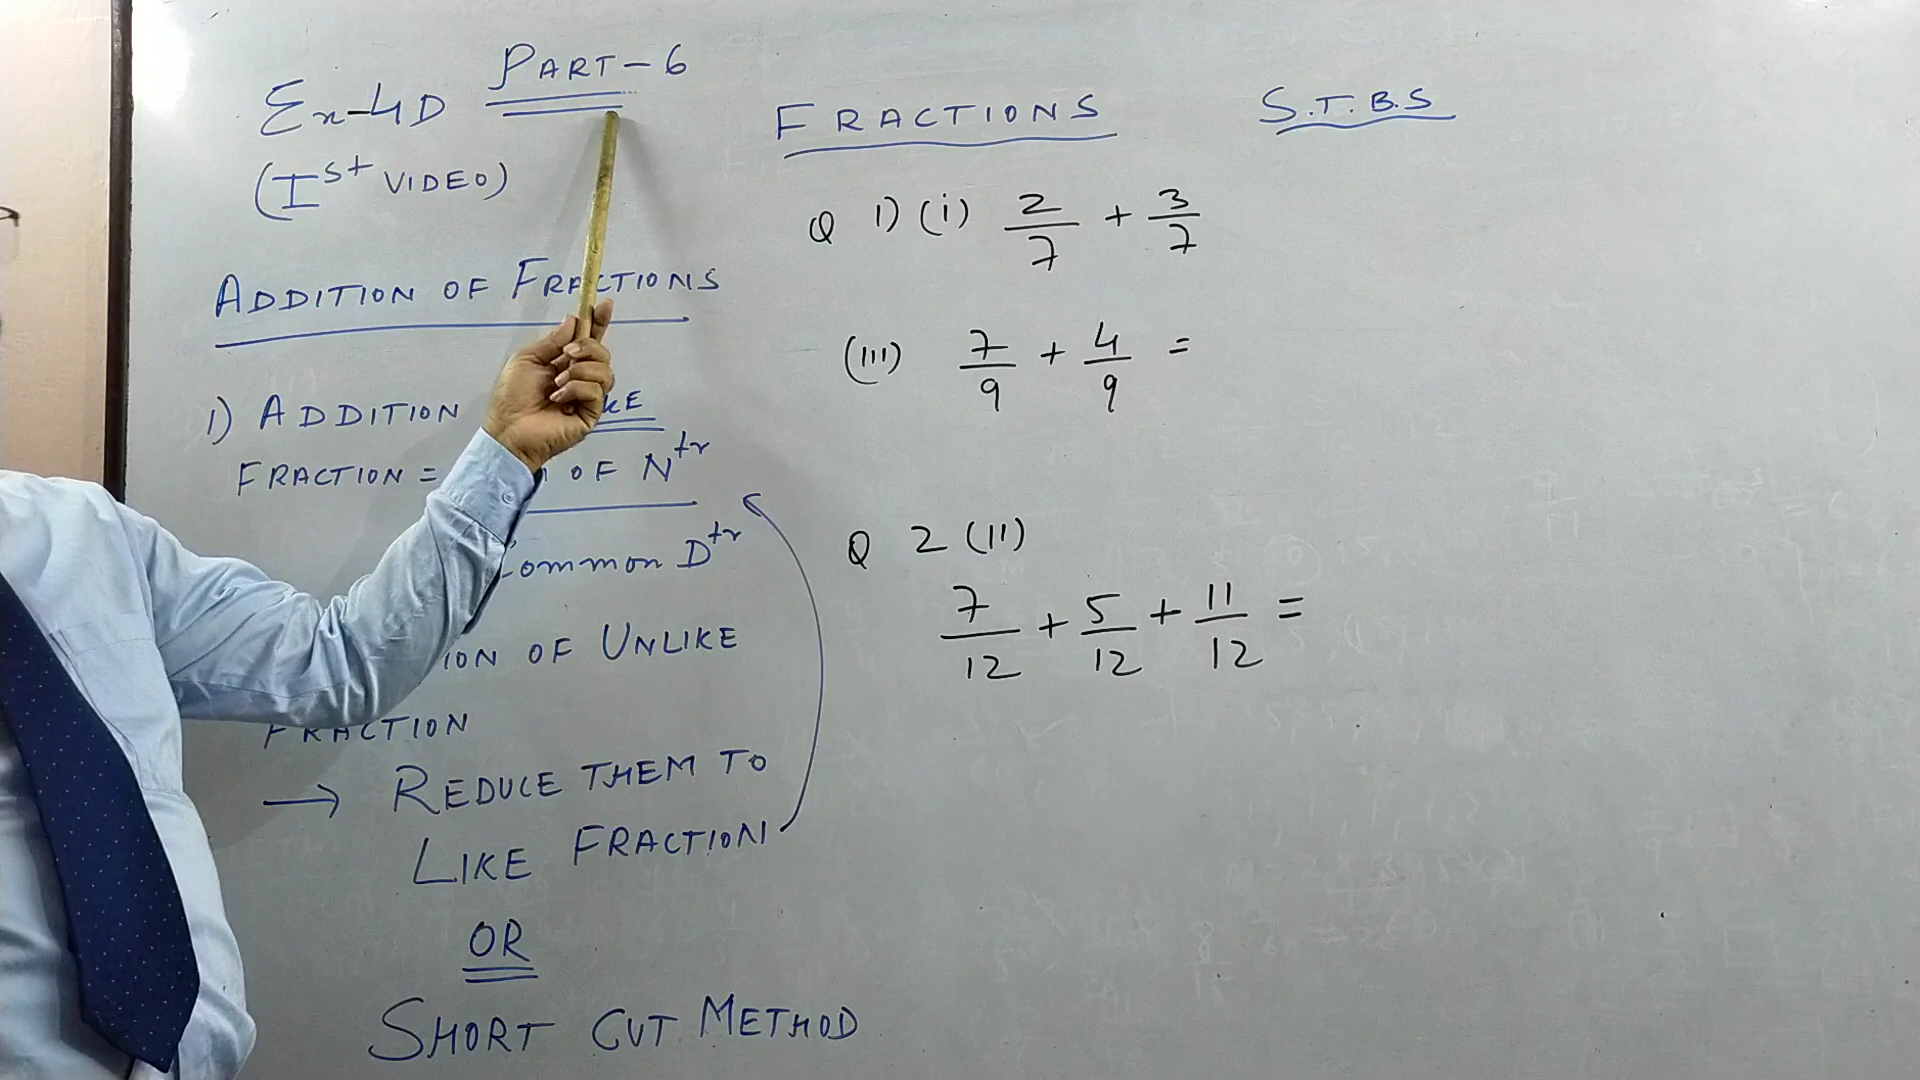 PART-6
Ex-4D
(Ist VIDEO)
ADDITION OF FRACTIONS
1) ADDITION
FRACTION = OF Ntr
Common Dtr
OF UNLIKE
FRACTION
→ REDUCE THEM TO
LIKE FRACTION
OR
SHORT CUT METHOD
FRACTIONS
S.T.B.S
Q 1) (i) 2/7 + 3/7
(III) 7/9 + 4/9 =
Q 2 (II)
7/12 + 5/12 + 11/12 =